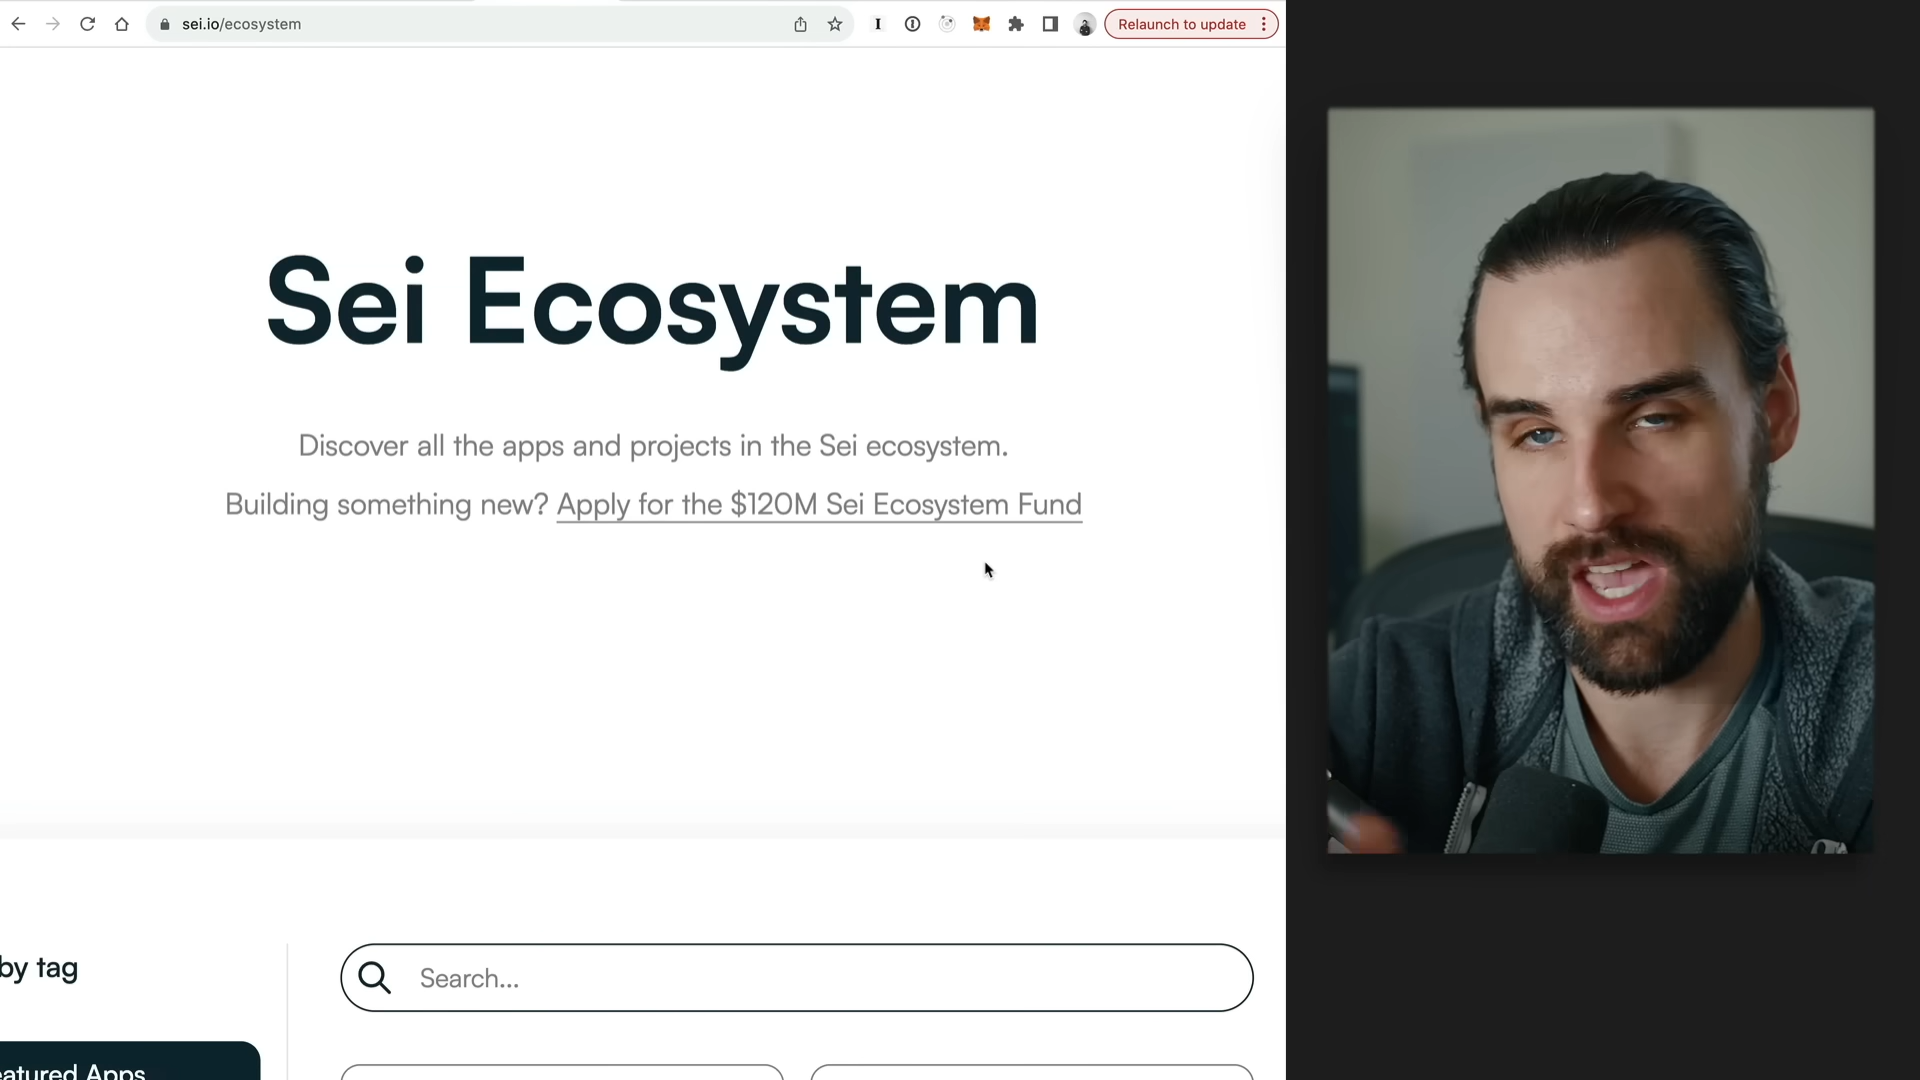 sei.io/ecosystem
Relaunch to update
Sei Ecosystem
Discover all the apps and projects in the Sei ecosystem.
Building something new? Apply for the $120M Sei Ecosystem Fund
by tag
Search...
eatured Apps